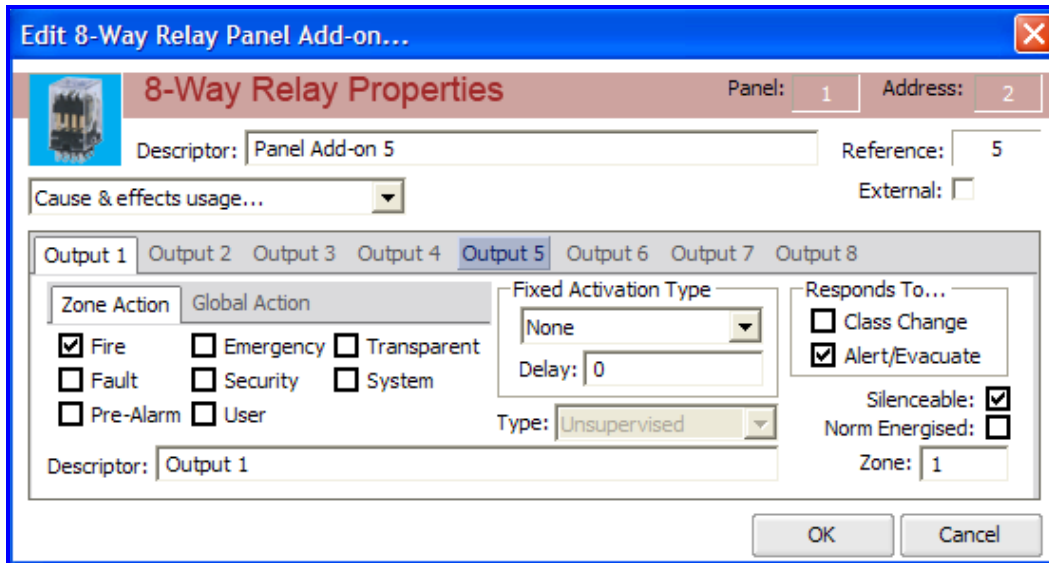 Edit 8-Way Relay Panel Add-on...
8-Way Relay Properties Panel: 1 Address: 2
Descriptor: Panel Add-on 5 Reference: 5
Cause & effects usage... External:
Output 1 Output 2 Output 3 Output 4 Output 5 Output 6 Output 7 Output 8
Zone Action Global Action Fixed Activation Type Responds To...
None Class Change
Fire Emergency Transparent Alert/Evacuate
Fault Security System Delay: 0
Pre-Alarm User Type: Unsupervised Silenceable:
Norm Energised:
Descriptor: Output 1 Zone: 1
OK Cancel